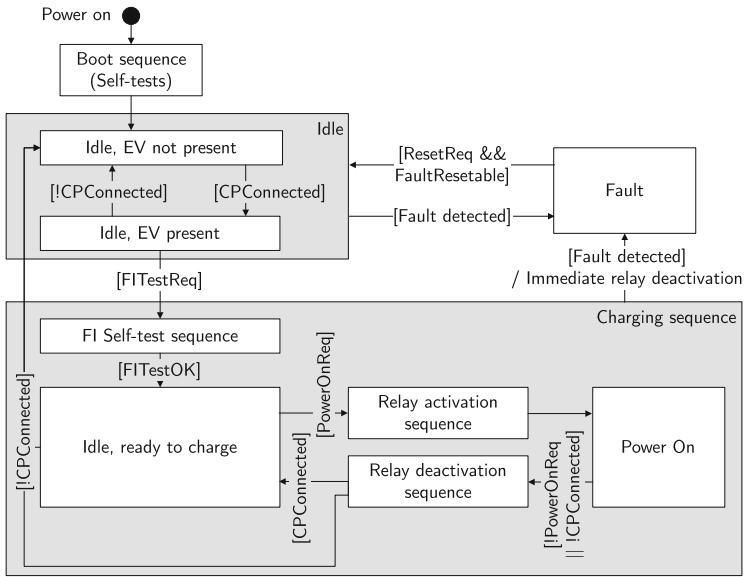 Power on
Boot sequence
(Self-tests)
Idle
Idle, EV not present
[!CPConnected]
[CPConnected]
Idle, EV present
[ResetReq &&
FaultResetable]
Fault
[Fault detected]
[Fault detected]
/ Immediate relay deactivation
[FITestReq]
Charging sequence
FI Self-test sequence
[FITestOK]
[!CPConnected]
Idle, ready to charge
[PowerOnReq]
Relay activation
sequence
Power On
[CPConnected]
Relay deactivation
sequence
[!PowerOnReq
|| !CPConnected]